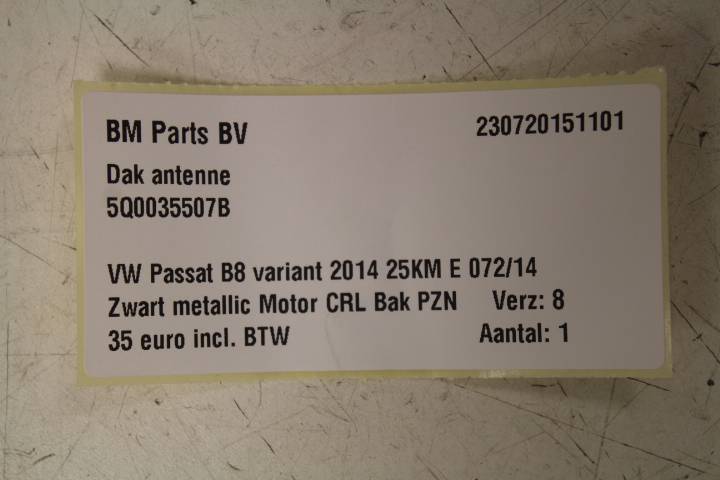 BM Parts BV 230720151101
Dak antenne
5Q0035507B
VW Passat B8 variant 2014 25KM E 072/14
Zwart metallic Motor CRL Bak PZN Verz: 8
35 euro incl. BTW Aantal: 1